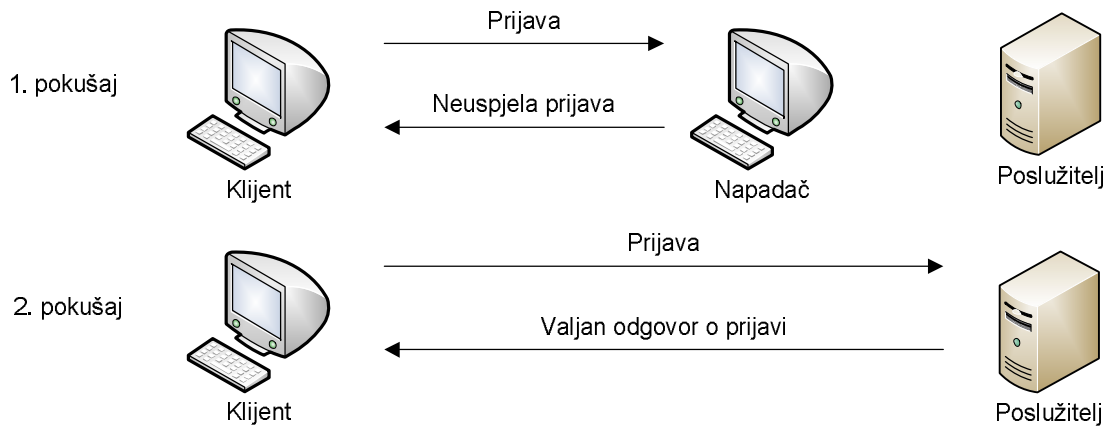 Prijava
1. pokušaj
Neuspjela prijava
Klijent
Napadač
Poslužitelj
Prijava
2. pokušaj
Valjan odgovor o prijavi
Klijent
Poslužitelj